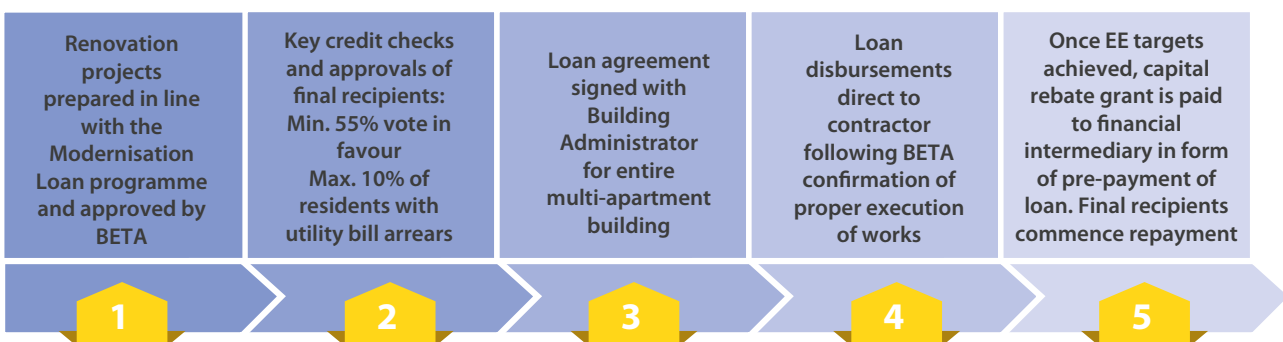 Renovation
projects
prepared in line
with the
Modernisation
Loan programme
and approved by
BETA
Key credit checks
and approvals of
final recipients:
Min. 55% vote in
favour
Max. 10% of
residents with
utility bill arrears
Loan agreement
signed with
Building
Administrator
for entire
multi-apartment
building
Loan
disbursements
direct to
contractor
following BETA
confirmation of
proper execution
of works
Once EE targets
achieved, capital
rebate grant is paid
to financial
intermediary in form
of pre-payment of
loan. Final recipients
commence repayment
1
2
3
4
5